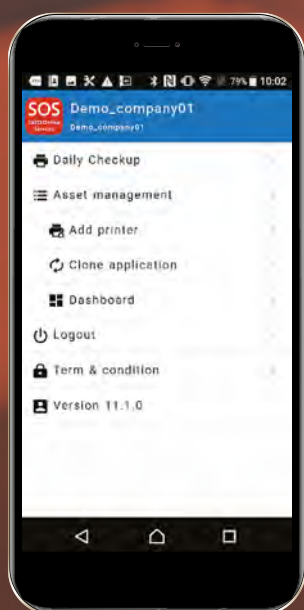 79% 10:02
SOS
Demo_company01
Demo_company01
Daily Checkup
Asset management
Add printer
Clone application
Dashboard
Logout
Term & condition
Version 11.1.0